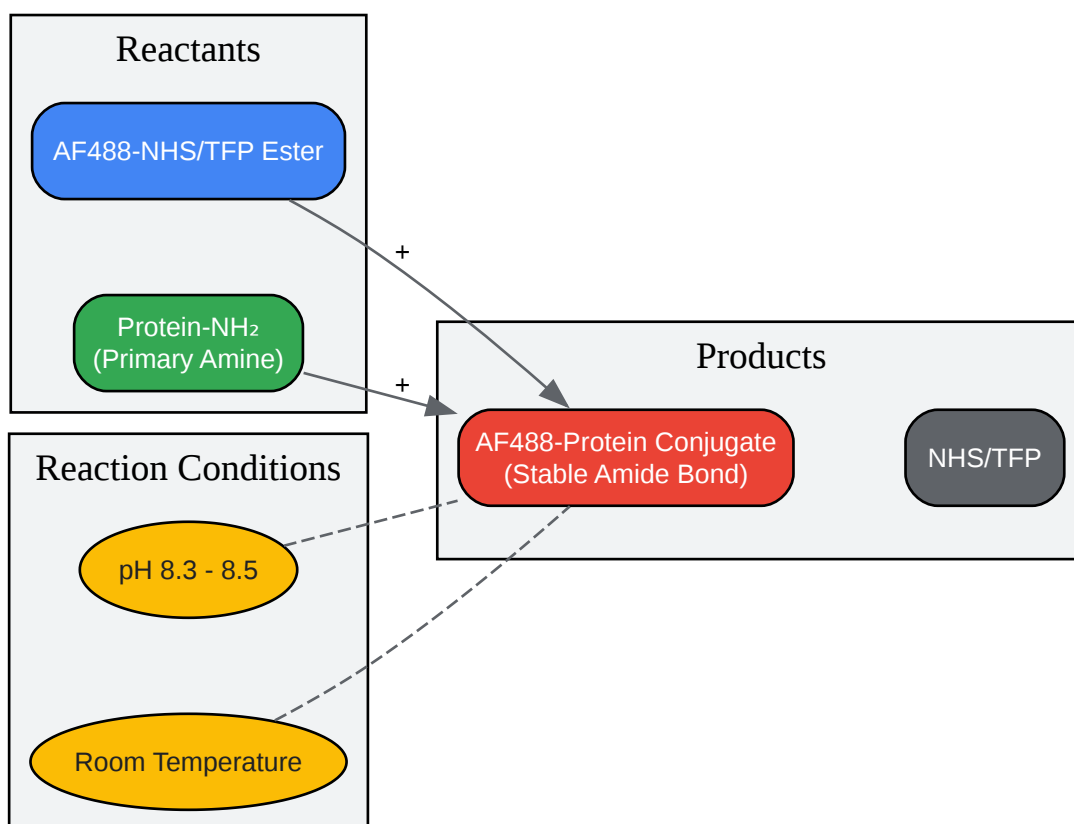 Reactants
AF488-NHS/TFP Ester
+
Protein-NH₂
(Primary Amine)
+
Products
AF488-Protein Conjugate
(Stable Amide Bond)
NHS/TFP
Reaction Conditions
pH 8.3 - 8.5
Room Temperature